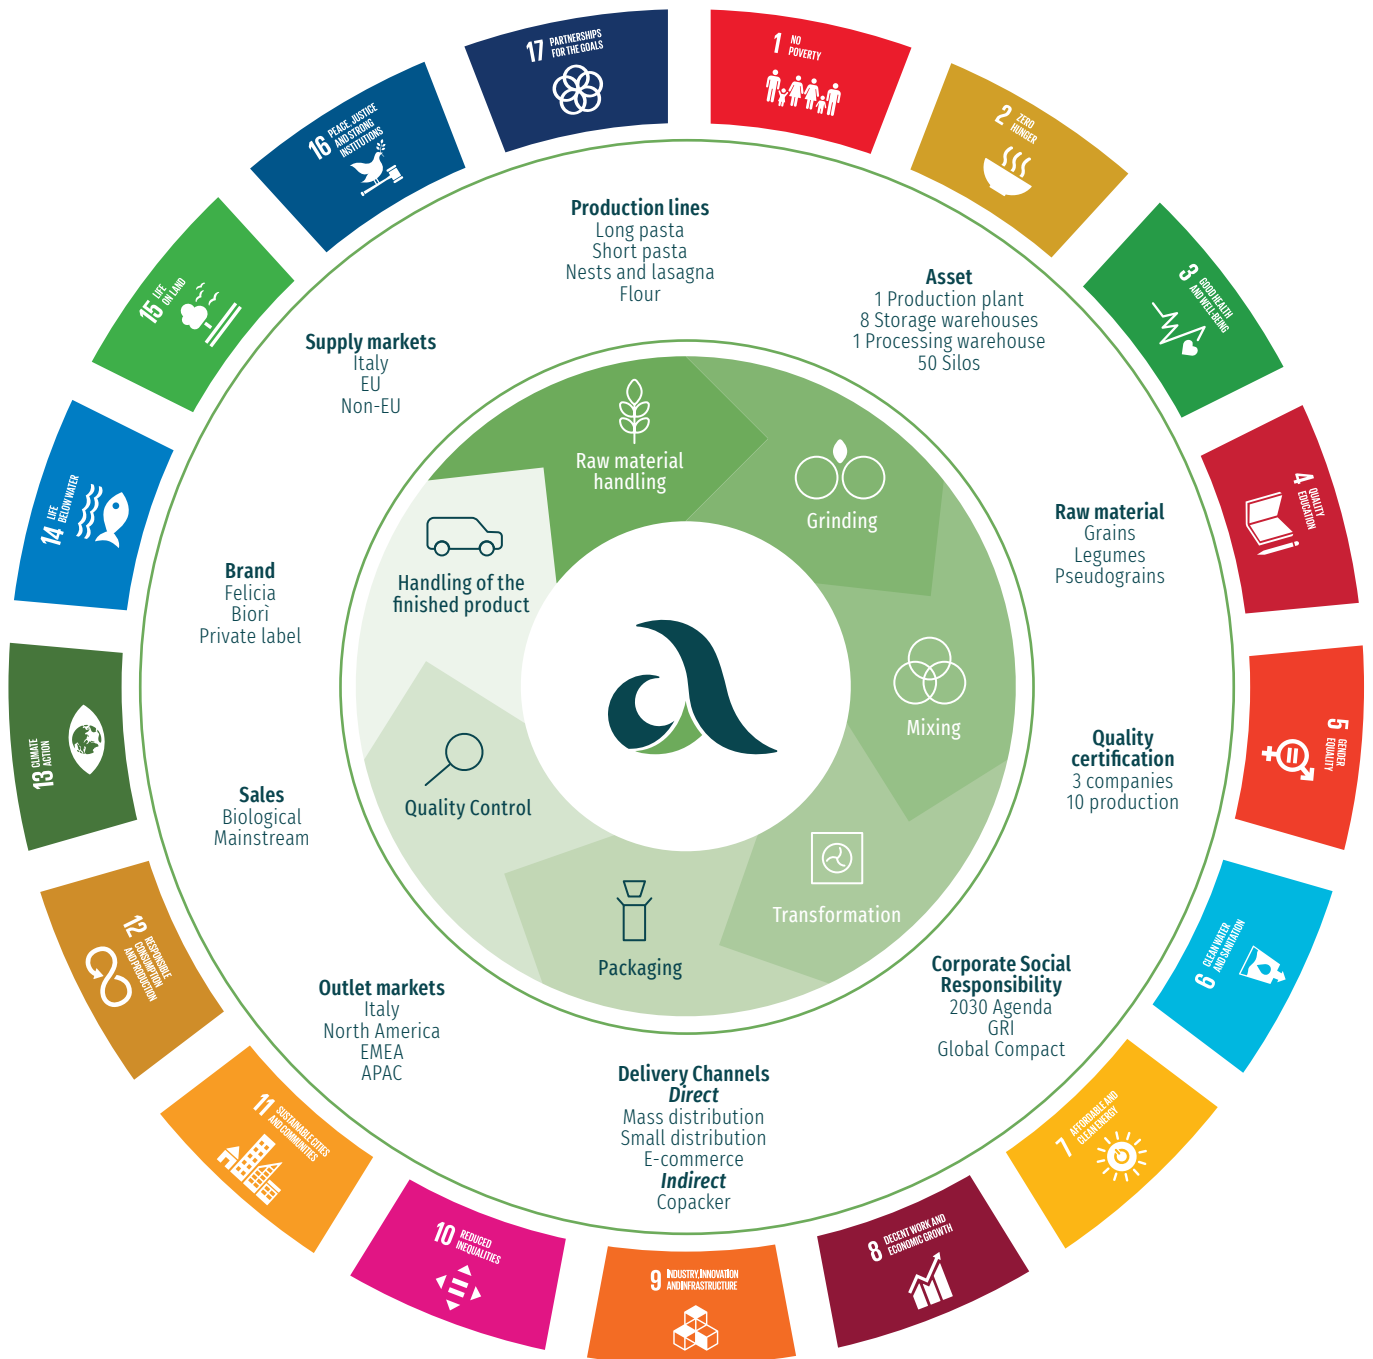 1 NO
POVERTY
2 ZERO
HUNGER
3 GOOD HEALTH
AND WELL-BEING
4 QUALITY
EDUCATION
5 GENDER
EQUALITY
6 CLEAN WATER
AND SANITATION
7 AFFORDABLE AND
CLEAN ENERGY
8 DECENT WORK AND
ECONOMIC GROWTH
9 INDUSTRY, INNOVATION
AND INFRASTRUCTURE
10 REDUCED
INEQUALITIES
11 SUSTAINABLE CITIES
AND COMMUNITIES
12 RESPONSIBLE
CONSUMPTION
AND PRODUCTION
13 CLIMATE
ACTION
14 LIFE
BELOW WATER
15 LIFE
ON LAND
16 PEACE, JUSTICE
AND STRONG
INSTITUTIONS
17 PARTNERSHIPS
FOR THE GOALS
Production lines
Long pasta
Short pasta
Nests and lasagna
Flour
Asset
1 Production plant
8 Storage warehouses
1 Processing warehouse
50 Silos
Raw material
Grains
Legumes
Pseudograins
Quality
certification
3 companies
10 production
Corporate Social
Responsibility
2030 Agenda
GRI
Global Compact
Delivery Channels
Direct
Mass distribution
Small distribution
E-commerce
Indirect
Copacker
Outlet markets
Italy
North America
EMEA
APAC
Sales
Biological
Mainstream
Brand
Felicia
Biorì
Private label
Supply markets
Italy
EU
Non-EU
Raw material
handling
Grinding
Mixing
Transformation
Packaging
Quality Control
Handling of the
finished product